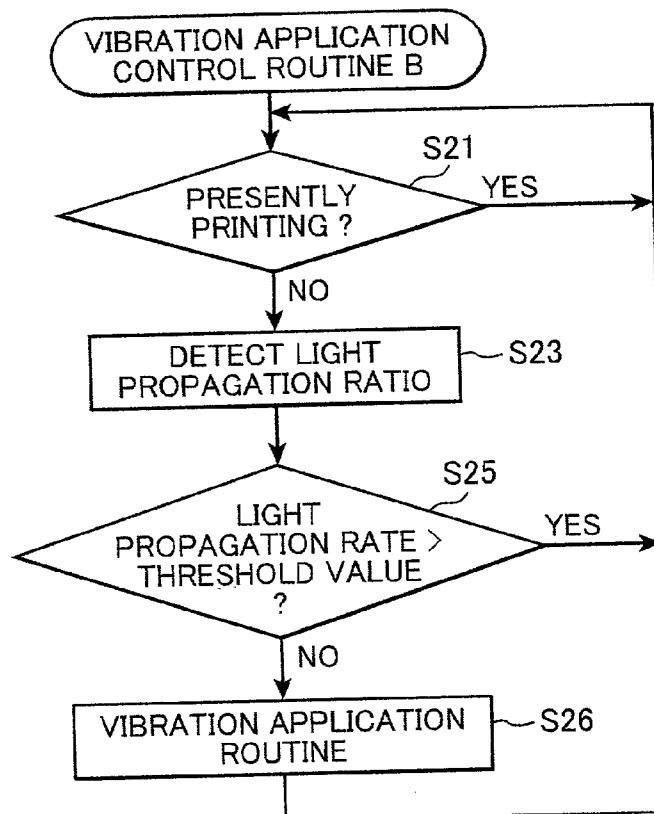 VIBRATION APPLICATION
CONTROL ROUTINE B
S21
PRESENTLY
PRINTING ?
YES
NO
DETECT LIGHT
PROPAGATION RATIO
S23
S25
LIGHT
PROPAGATION RATE >
THRESHOLD VALUE
?
YES
NO
VIBRATION APPLICATION
ROUTINE
S26